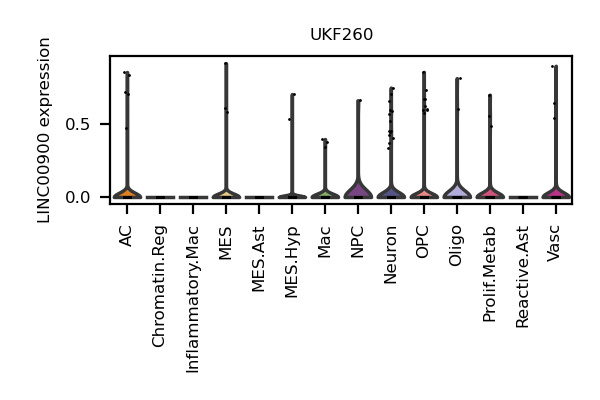 UKF260
LINC00900 expression
0.5
0.0
AC
Chromatin.Reg
Inflammatory.Mac
MES
MES.Ast
MES.Hyp
Mac
NPC
Neuron
OPC
Oligo
Prolif.Metab
Reactive.Ast
Vasc